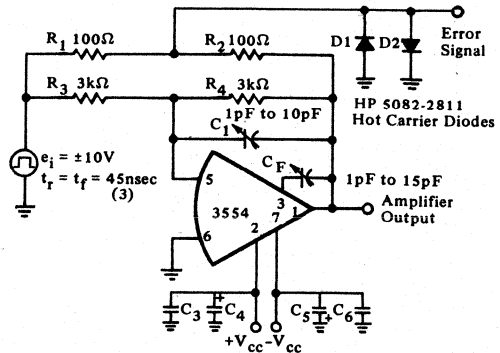 R1 100Ω
R2 100Ω
D1 D2
Error
Signal
R3 3kΩ
R4 3kΩ
1pF to 10pF
C1
HP 5082-2811
Hot Carrier Diodes
ei = ±10V
tr = tf = 45nsec
(3)
CF
1pF to 15pF
5
3
3554
1
Amplifier
Output
6
2
7
C3
C4
+
C5
+
C6
+Vcc -Vcc